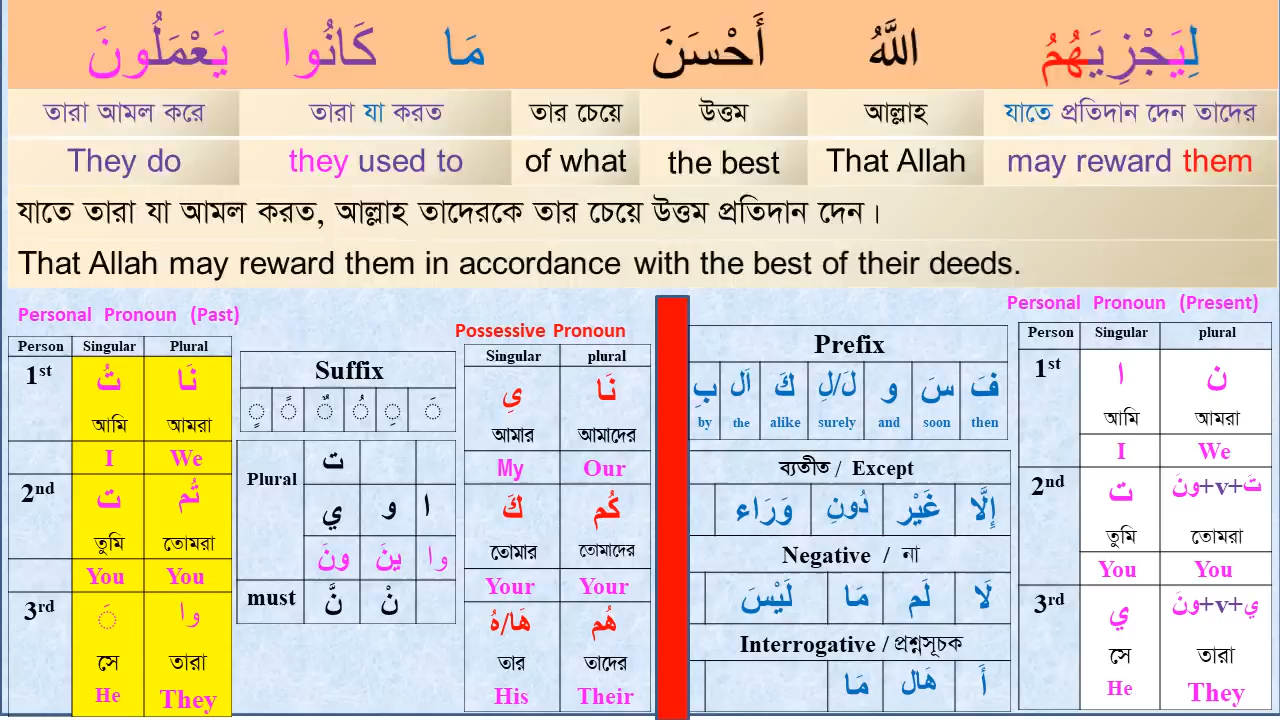 لِيَجْزِيَهُمُ اللَّهُ أَحْسَنَ مَا كَانُوا يَعْمَلُونَ
তারা আমল করে তারা যা করত তার চেয়ে উত্তম আল্লাহ যাতে প্রতিদান দেন তাদের
They do they used to of what the best That Allah may reward them
যাতে তারা যা আমল করত, আল্লাহ তাদেরকে তার চেয়ে উত্তম প্রতিদান দেন।
That Allah may reward them in accordance with the best of their deeds.
Personal Pronoun (Past)
Person Singular Plural
1st تُ نَا
আমি আমরা
I We
2nd ت تُم
তুমি তোমরা
You You
3rd َ وا
সে তারা
He They
Suffix
ٍ ً ٌ ُ ِ َ
Plural ت
ي و ا
ونَ ينَ وا
must نَّ نْ
Possessive Pronoun
Singular plural
يِ نَا
আমার আমাদের
My Our
كَ كُم
তোমার তোমাদের
Your Your
هَا/هُ هُم
তার তাদের
His Their
Prefix
بِ اَل كَ لَ/لِ و سَ فَ
by the alike surely and soon then
ব্যতীত / Except
وَرَاء دُونِ غَيْر إِلَّا
Negative / না
لَيْسَ مَا لَم لَا
Interrogative / প্রশ্নসূচক
مَا هَال أَ
Personal Pronoun (Present)
Person Singular plural
1st ا ن
আমি আমরা
I We
2nd ت تَ+v+ونَ
তুমি তোমরা
You You
3rd ي ي+v+ونَ
সে তারা
He They